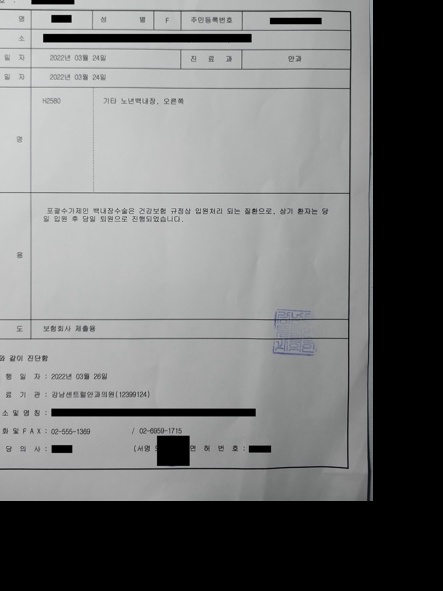 호 :
명 성 별 F 주민등록번호
소
일 자 2022년 03월 24일 진 료 과 안과
일 자 2022년 03월 24일
명 H2580 기타 노년백내장, 오른쪽
포괄수가제인 백내장수술은 건강보험 규정상 입원처리 되는 질환으로, 상기 환자는 당
일 입원 후 당일 퇴원으로 진행되었습니다.
용
도 보험회사 제출용
와 같이 진단함
행 일 자 : 2022년 03월 26일
료 기 관 : 강남센트럴안과의원(12399124)
소 및 명 칭 :
화 및 F A X : 02-555-1369 / 02-6959-1715
당 의 사 : (서명 면 허 번 호 :